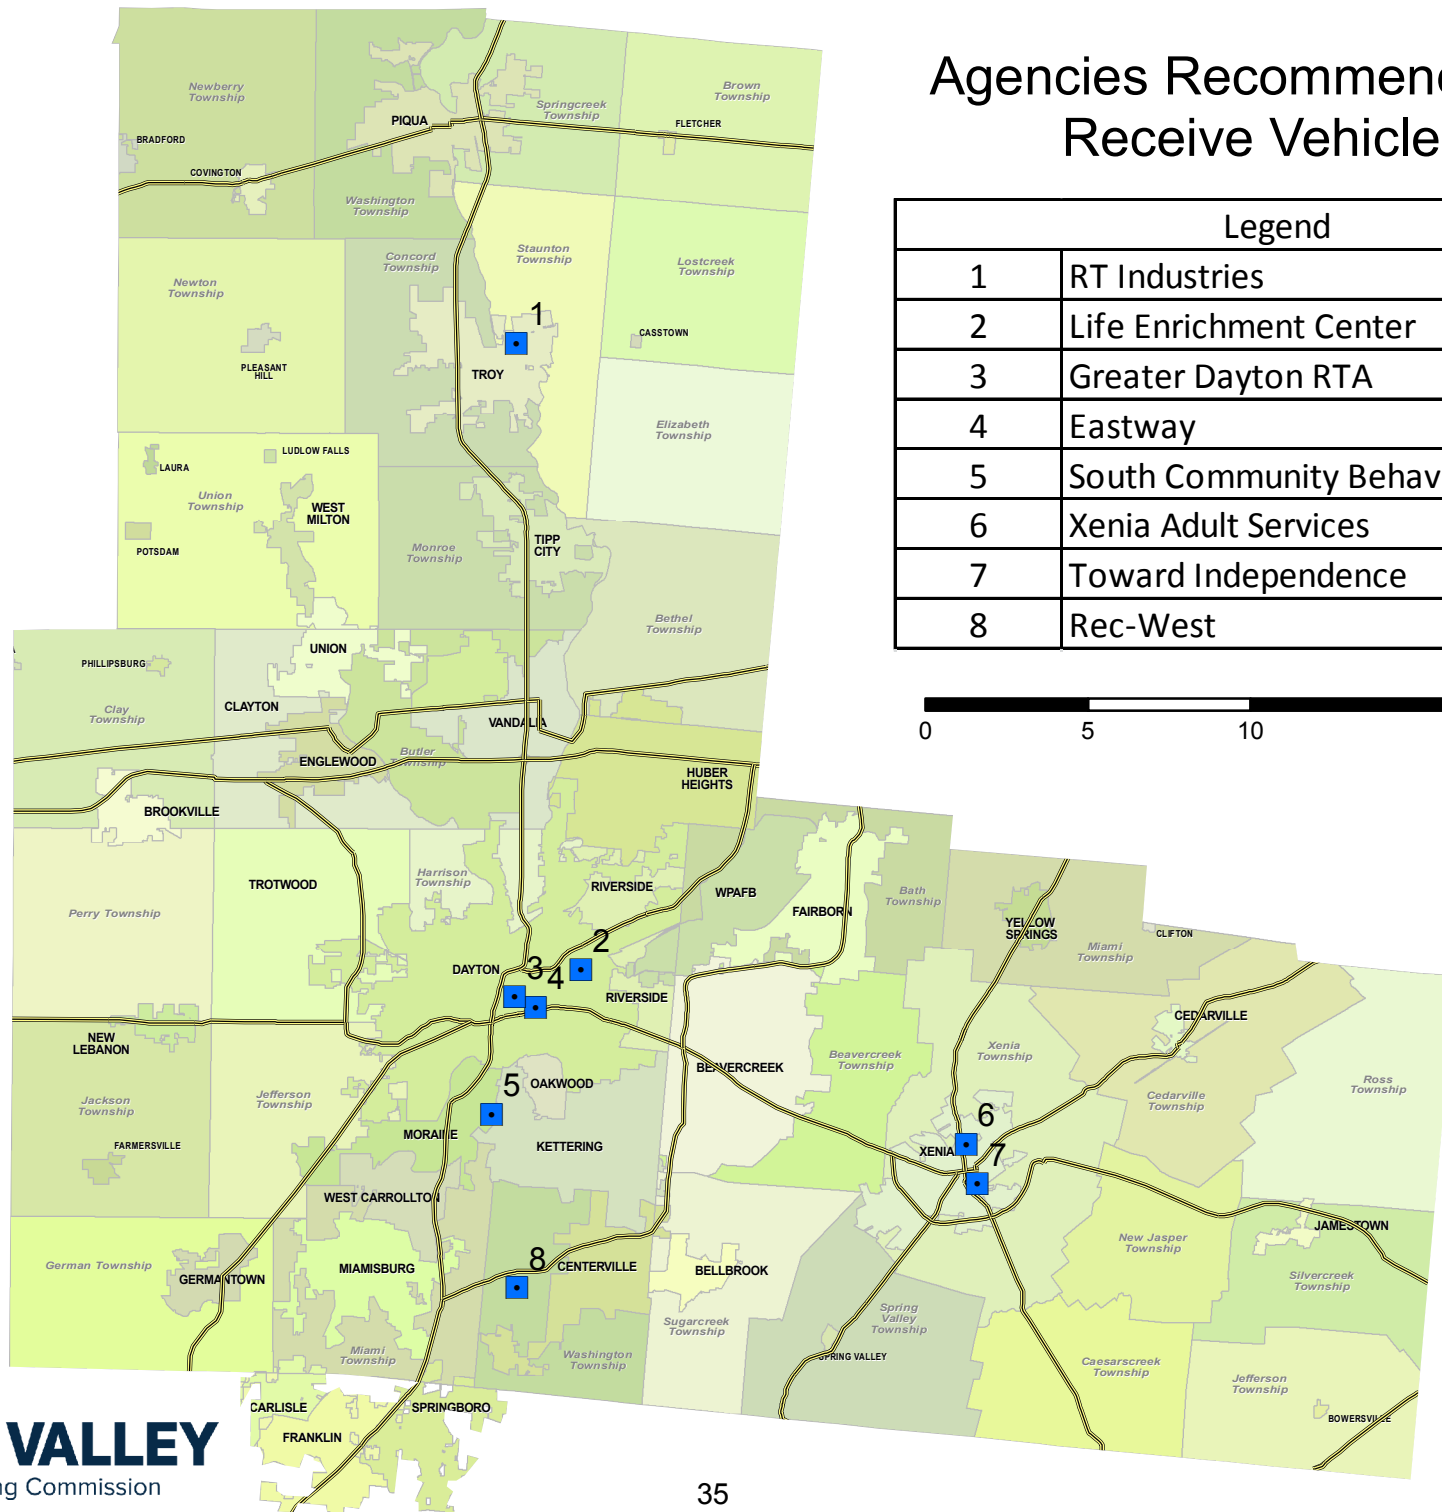 Agencies Recommen
Receive Vehicle
Legend
1 RT Industries
2 Life Enrichment Center
3 Greater Dayton RTA
4 Eastway
5 South Community Behav
6 Xenia Adult Services
7 Toward Independence
8 Rec-West
0 5 10
Newberry
Township
BRADFORD
COVINGTON
PIQUA
Springcreek
Township
Brown
Township
FLETCHER
Washington
Township
Concord
Township
Staunton
Township
Lostcreek
Township
Newton
Township
PLEASANT
HILL
1
TROY
CASSTOWN
Elizabeth
Township
LAURA
LUDLOW FALLS
Union
Township
WEST
MILTON
POTSDAM
Monroe
Township
TIPP
CITY
Bethel
Township
UNION
PHILLIPSBURG
Clay
Township
CLAYTON
VANDALIA
ENGLEWOOD
Butler
Township
HUBER
HEIGHTS
BROOKVILLE
TROTWOOD
Harrison
Township
RIVERSIDE
WPAFB
FAIRBORN
Bath
Township
Perry Township
YELLOW
SPRINGS
CLIFTON
Miami
Township
DAYTON
2
3
4
RIVERSIDE
NEW
LEBANON
BEAVERCREEK
Beavercreek
Township
Xenia
Township
CEDARVILLE
Cedarville
Township
Ross
Township
Jackson
Township
Jefferson
Township
FARMERSVILLE
5
OAKWOOD
MORAINE
KETTERING
6
XENIA
7
WEST CARROLLTON
German Township
GERMANTOWN
MIAMISBURG
8
CENTERVILLE
BELLBROOK
New Jasper
Township
JAMESTOWN
Silvercreek
Township
Sugarcreek
Township
Spring
Valley
Township
SPRING VALLEY
Miami
Township
Washington
Township
Caesarscreek
Township
Jefferson
Township
BOWERSVILLE
CARLISLE
SPRINGBORO
FRANKLIN
VALLEY
ng Commission
35